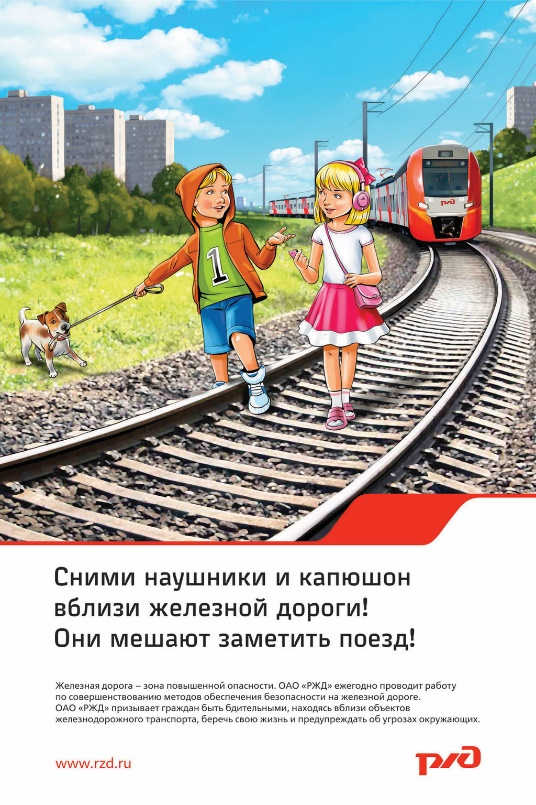 ржд
1
Сними наушники и капюшон
вблизи железной дороги!
Они мешают заметить поезд!
Железная дорога – зона повышенной опасности. ОАО «РЖД» ежегодно проводит работу
по совершенствованию методов обеспечения безопасности на железной дороге.
ОАО «РЖД» призывает граждан быть бдительными, находясь вблизи объектов
железнодорожного транспорта, беречь свою жизнь и предупреждать об угрозах окружающих.
www.rzd.ru
ржд